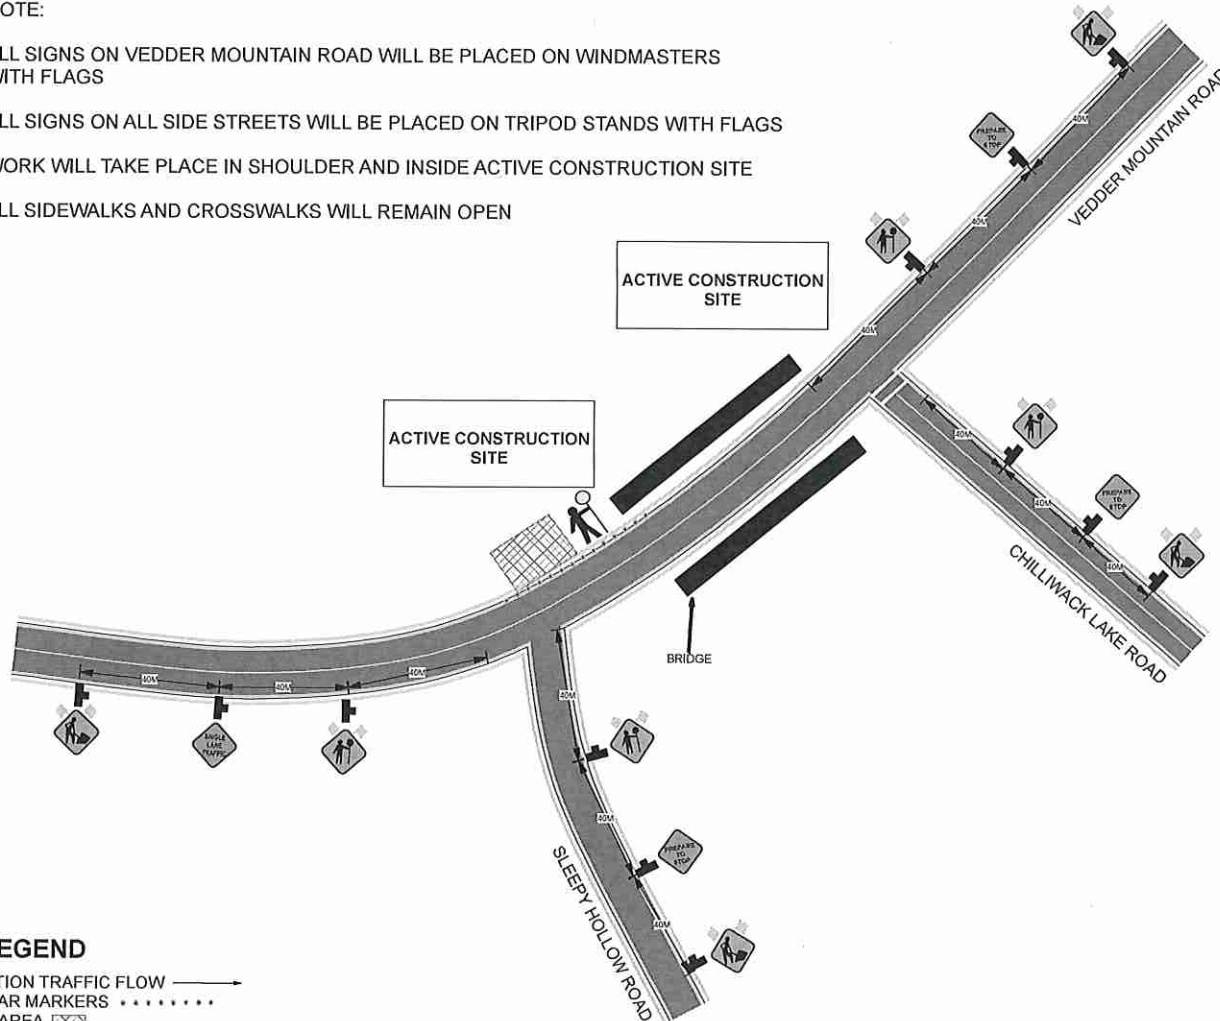 OTE:
LL SIGNS ON VEDDER MOUNTAIN ROAD WILL BE PLACED ON WINDMASTERS
WITH FLAGS
LL SIGNS ON ALL SIDE STREETS WILL BE PLACED ON TRIPOD STANDS WITH FLAGS
WORK WILL TAKE PLACE IN SHOULDER AND INSIDE ACTIVE CONSTRUCTION SITE
LL SIDEWALKS AND CROSSWALKS WILL REMAIN OPEN
40M
PREPARE
TO
STOP
VEDDER MOUNTAIN ROAD
40M
ACTIVE CONSTRUCTION
SITE
40M
ACTIVE CONSTRUCTION
SITE
40M
PREPARE
TO
STOP
40M
40M
CHILLIWACK LAKE ROAD
BRIDGE
40M
40M
40M
SINGLE
LANE
TRAFFIC
40M
40M
PREPARE
TO
STOP
40M
SLEEPY HOLLOW ROAD
EGEND
TION TRAFFIC FLOW
AR MARKERS
AREA